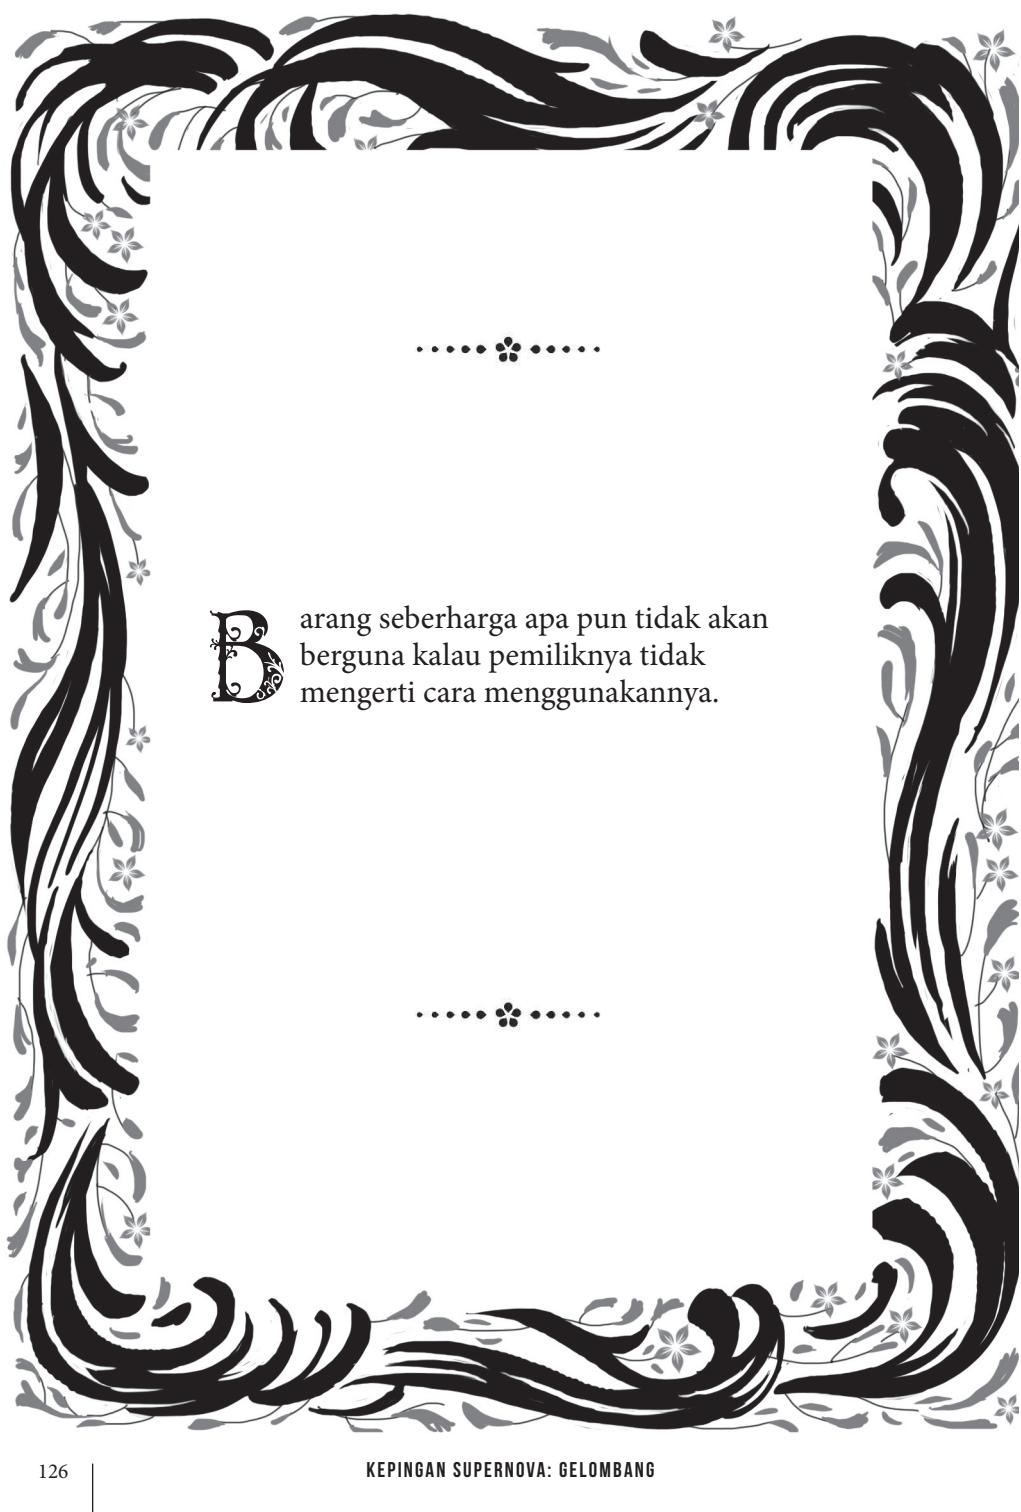 Barang seberharga apa pun tidak akan
berguna kalau pemiliknya tidak
mengerti cara menggunakannya.
126
KEPINGAN SUPERNOVA: GELOMBANG